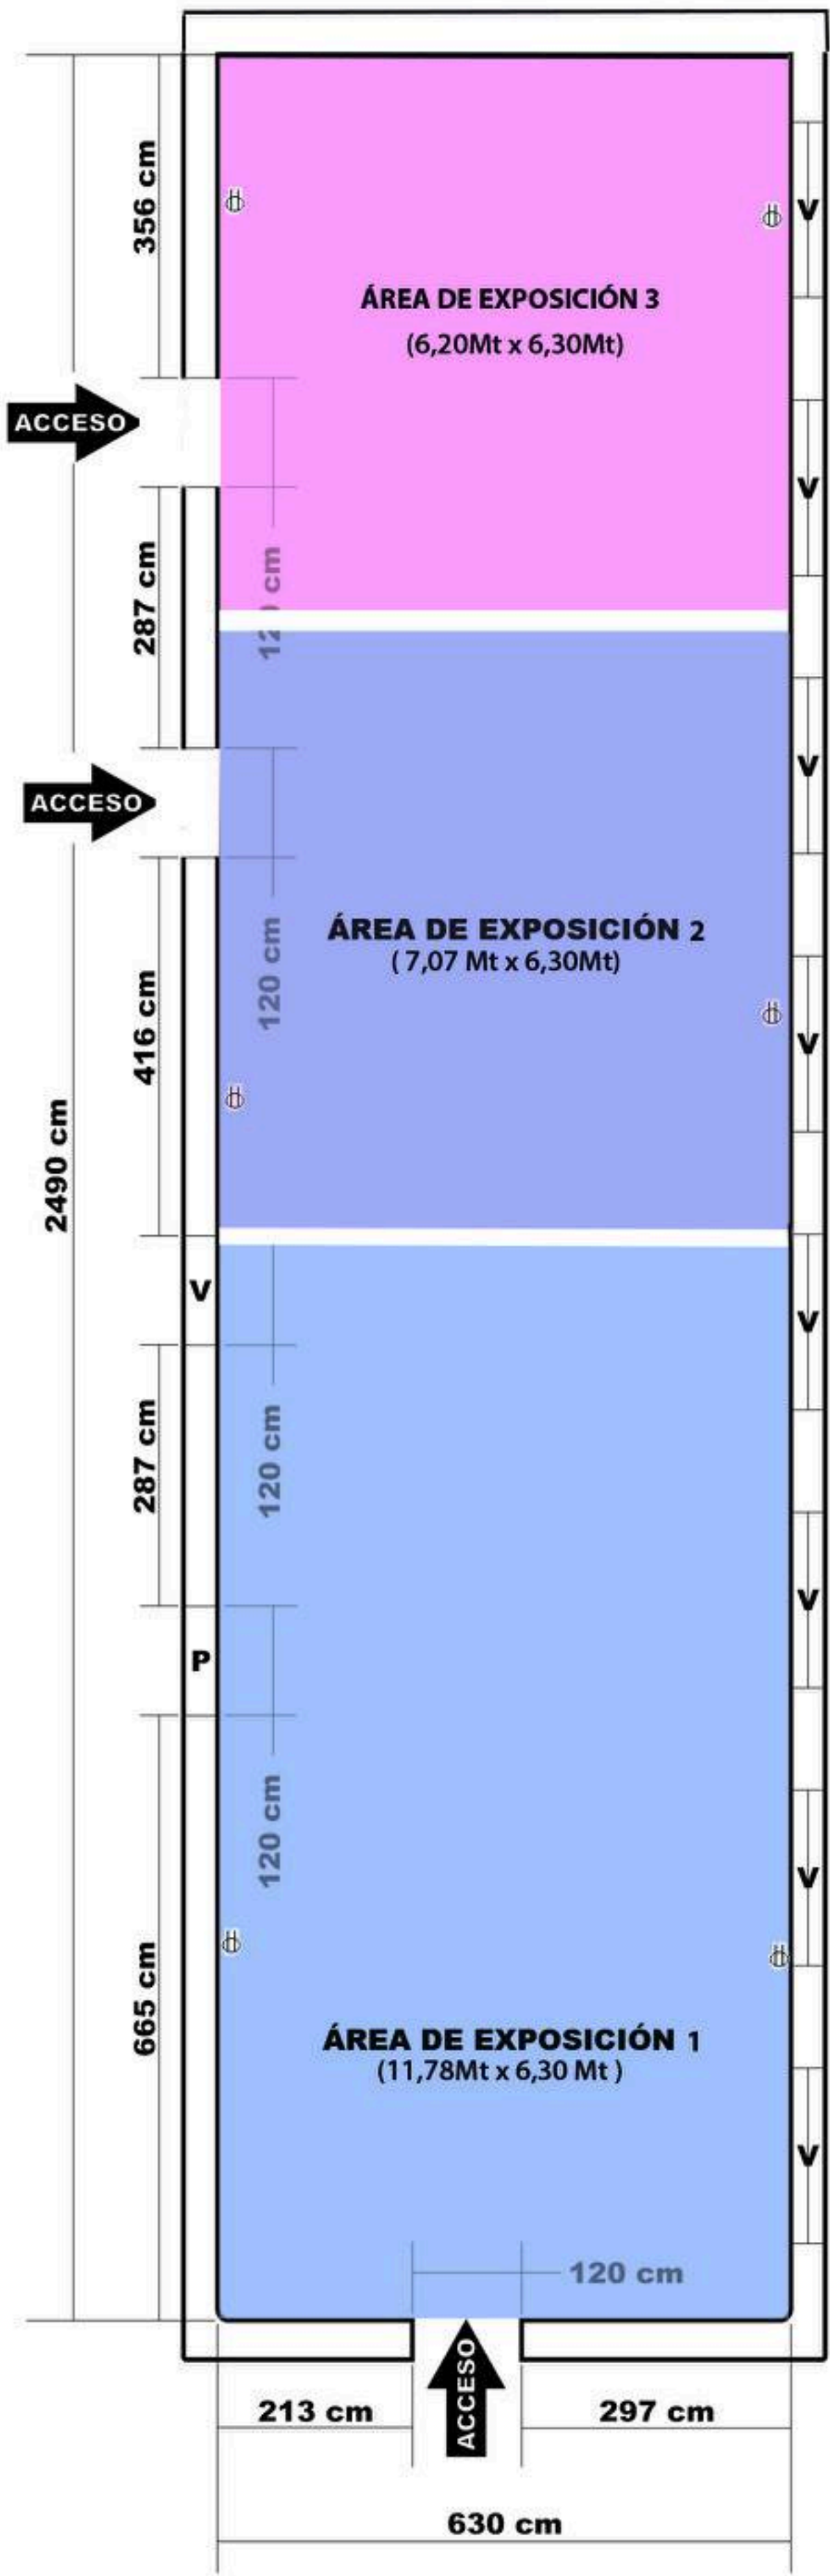 356 cm
V
ÁREA DE EXPOSICIÓN 3
(6,20Mt x 6,30Mt)
ACCESO
V
287 cm
120 cm
V
ACCESO
ÁREA DE EXPOSICIÓN 2
( 7,07 Mt x 6,30Mt)
120 cm
416 cm
V
2490 cm
V
V
287 cm
120 cm
V
P
120 cm
V
665 cm
ÁREA DE EXPOSICIÓN 1
(11,78Mt x 6,30 Mt )
V
120 cm
ACCESO
213 cm
297 cm
630 cm